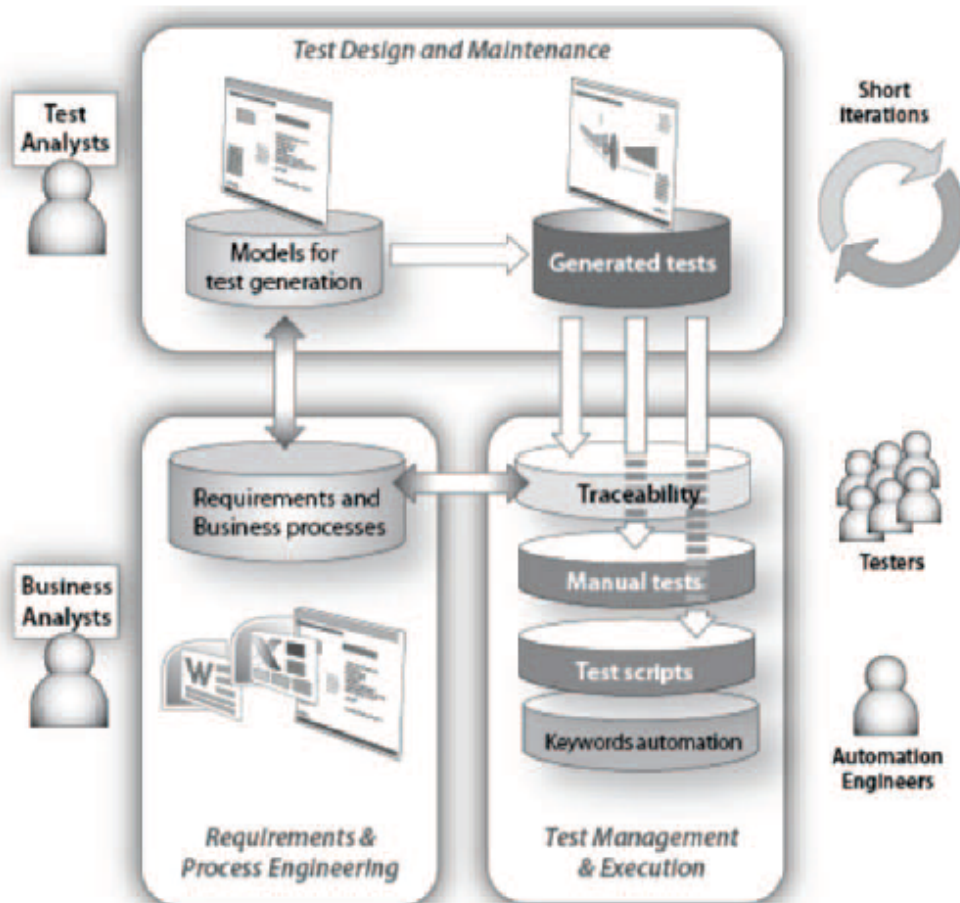 Test Design and Maintenance
Test
Analysts
Short
Iterations
Models for
test generation
Generated tests
Requirements and
Business processes
Traceability
Manual tests
Testers
Business
Analysts
W
X
Test scripts
Keywords automation
Automation
Engineers
Requirements &
Process Engineering
Test Management
& Execution